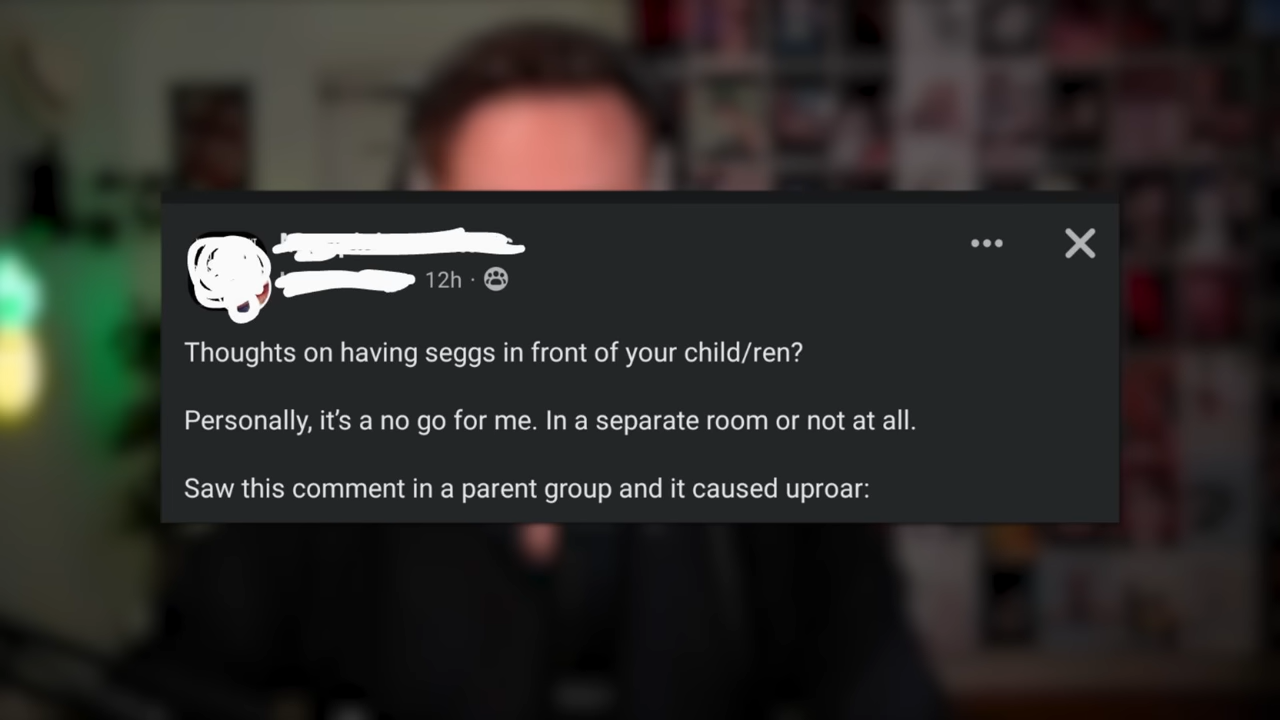 12h ·
Thoughts on having seggs in front of your child/ren?
Personally, it's a no go for me. In a separate room or not at all.
Saw this comment in a parent group and it caused uproar: